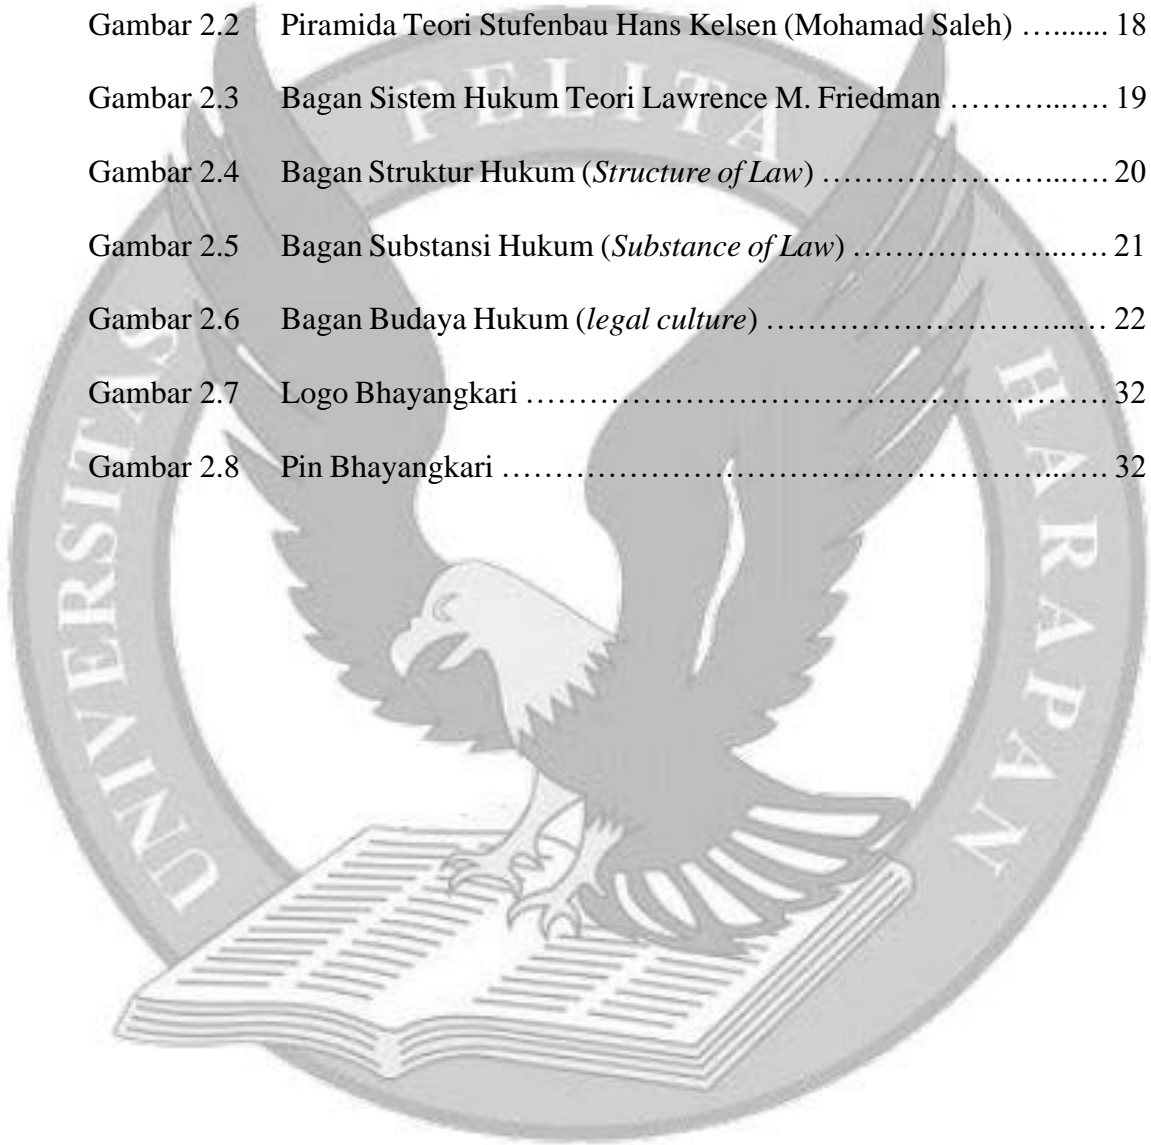 Gambar 2.2 Piramida Teori Stufenbau Hans Kelsen (Mohamad Saleh) …....... 18
Gambar 2.3 Bagan Sistem Hukum Teori Lawrence M. Friedman ………...…. 19
Gambar 2.4 Bagan Struktur Hukum (Structure of Law) …………………...…. 20
Gambar 2.5 Bagan Substansi Hukum (Substance of Law) ………………...…. 21
Gambar 2.6 Bagan Budaya Hukum (legal culture) ………………………...…. 22
Gambar 2.7 Logo Bhayangkari ………………………………………………. 32
Gambar 2.8 Pin Bhayangkari ……………………………………………...…. 32
UNIVERSITAS PELITA HARAPAN